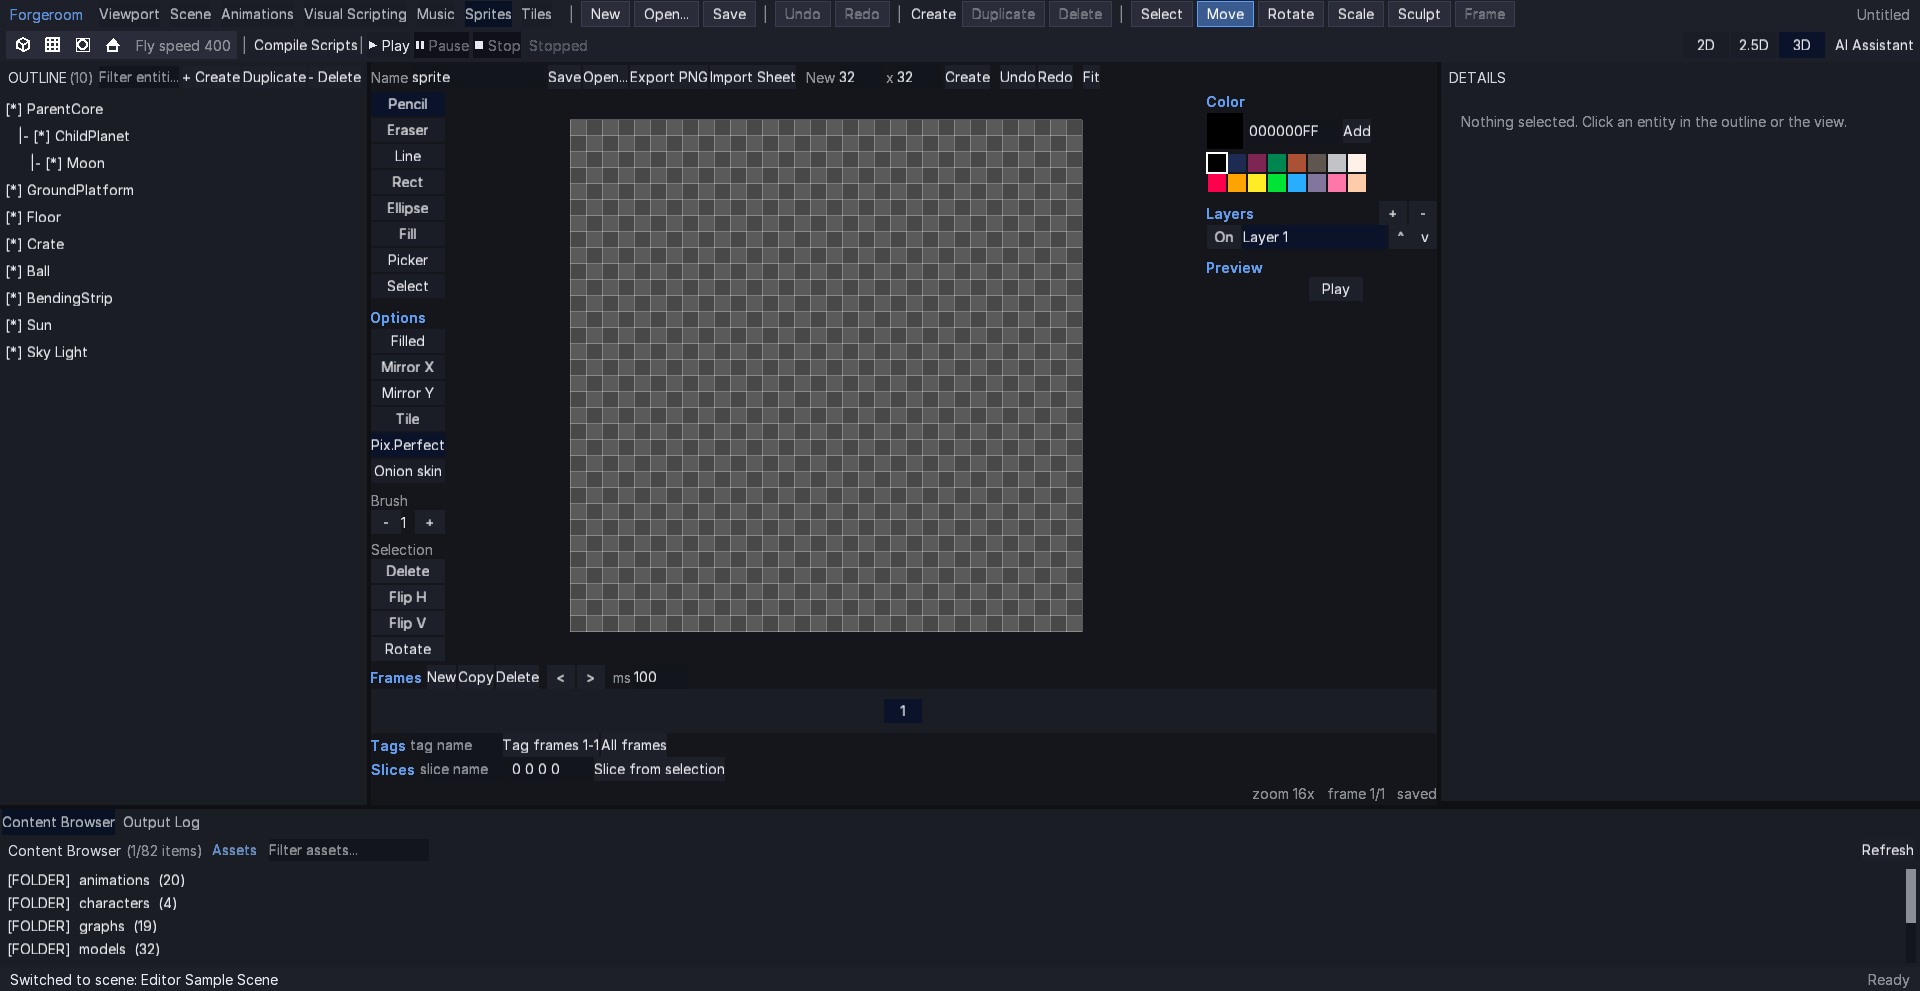 Forgeroom Viewport Scene Animations Visual Scripting Music Sprites Tiles | New Open... Save | Undo Redo | Create Duplicate Delete | Select Move Rotate Scale Sculpt Frame Untitled
Fly speed 400 | Compile Scripts | Play Pause Stop Stopped 2D 2.5D 3D AI Assistant
OUTLINE (10) Filter entiti... + Create Duplicate - Delete
[*] ParentCore
|- [*] ChildPlanet
|- [*] Moon
[*] GroundPlatform
[*] Floor
[*] Crate
[*] Ball
[*] BendingStrip
[*] Sun
[*] Sky Light
Name sprite Save Open... Export PNG Import Sheet New 32 x 32 Create Undo Redo Fit
Pencil
Eraser
Line
Rect
Ellipse
Fill
Picker
Select
Options
Filled
Mirror X
Mirror Y
Tile
Pix.Perfect
Onion skin
Brush
- 1 +
Selection
Delete
Flip H
Flip V
Rotate
Color
000000FF Add
Layers + -
On Layer 1 ^ v
Preview
Play
Frames New Copy Delete < > ms 100
1
Tags tag name Tag frames 1-1 All frames
Slices slice name 0 0 0 0 Slice from selection
zoom 16x frame 1/1 saved
DETAILS
Nothing selected. Click an entity in the outline or the view.
Content Browser Output Log
Content Browser (1/82 items) Assets Filter assets... Refresh
[FOLDER] animations (20)
[FOLDER] characters (4)
[FOLDER] graphs (19)
[FOLDER] models (32)
Switched to scene: Editor Sample Scene Ready